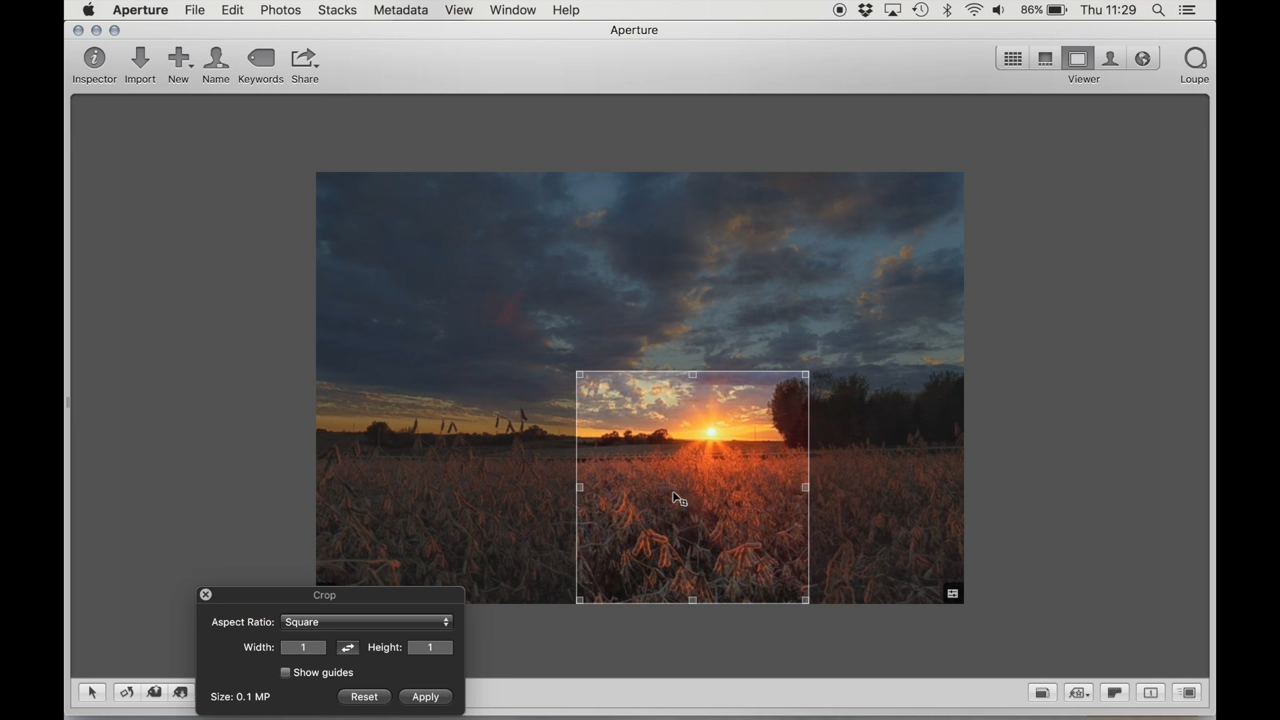 Aperture File Edit Photos Stacks Metadata View Window Help 86% Thu 11:29
Aperture
Inspector Import New Name Keywords Share Viewer Loupe
Crop
Aspect Ratio: Square
Width: 1 Height: 1
Show guides
Size: 0.1 MP Reset Apply
1